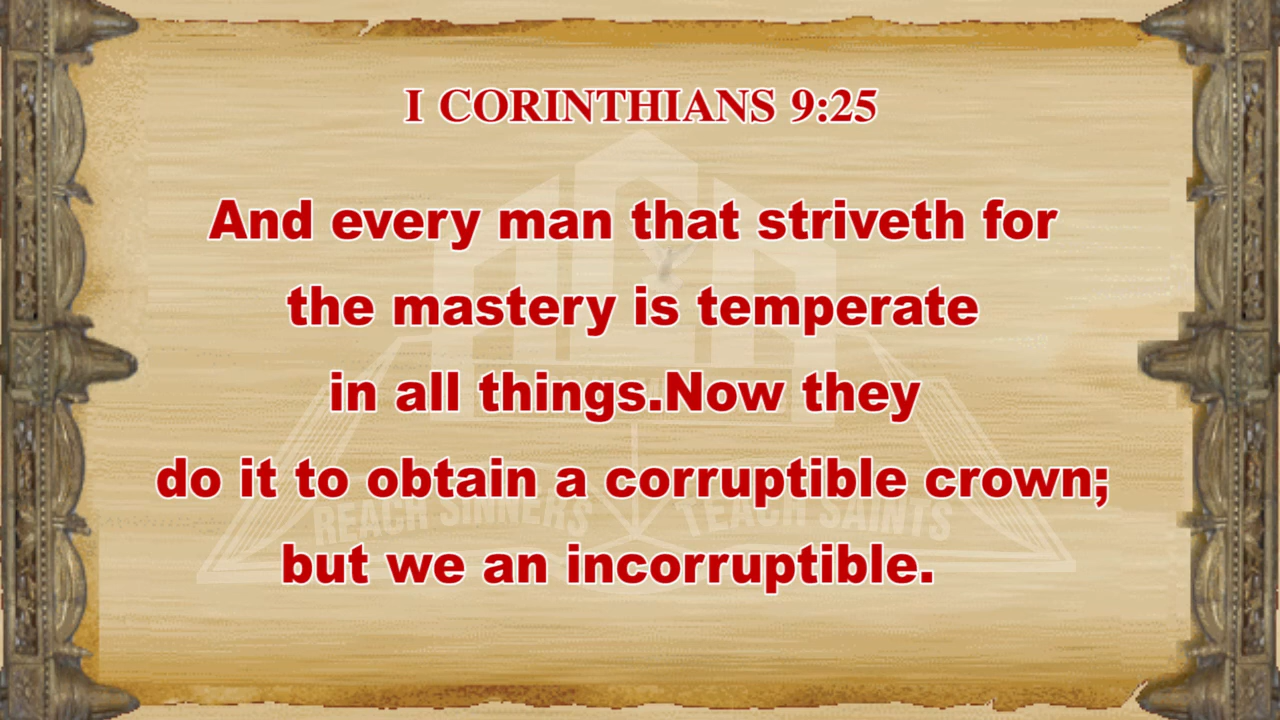 I CORINTHIANS 9:25
And every man that striveth for
the mastery is temperate
in all things.Now they
do it to obtain a corruptible crown;
REACH SINNERS TEACH SAINTS
but we an incorruptible.